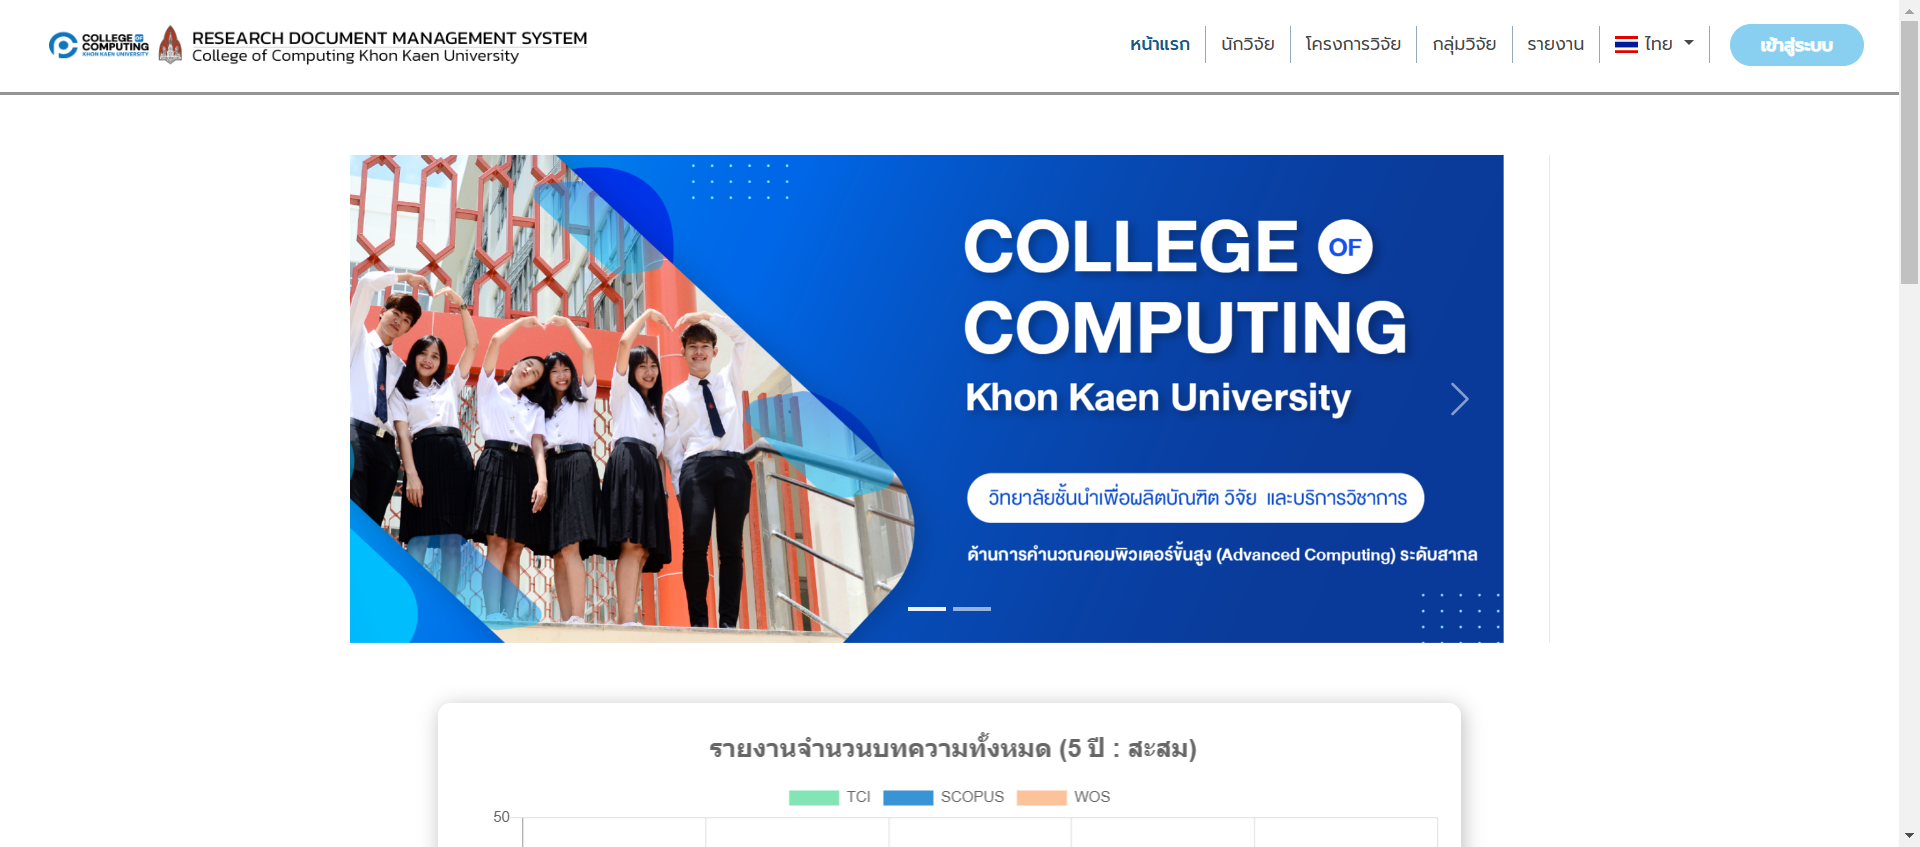 COLLEGE OF
COMPUTING
KHON KAEN UNIVERSITY
RESEARCH DOCUMENT MANAGEMENT SYSTEM
College of Computing Khon Kaen University
หน้าแรก
นักวิจัย
โครงการวิจัย
กลุ่มวิจัย
รายงาน
ไทย
เข้าสู่ระบบ
COLLEGE OF
COMPUTING
Khon Kaen University
วิทยาลัยชั้นนำเพื่อผลิตบัณฑิต วิจัย และบริการวิชาการ
ด้านการคำนวณคอมพิวเตอร์ขั้นสูง (Advanced Computing) ระดับสากล
รายงานจำนวนบทความทั้งหมด (5 ปี : สะสม)
TCI SCOPUS WOS
50